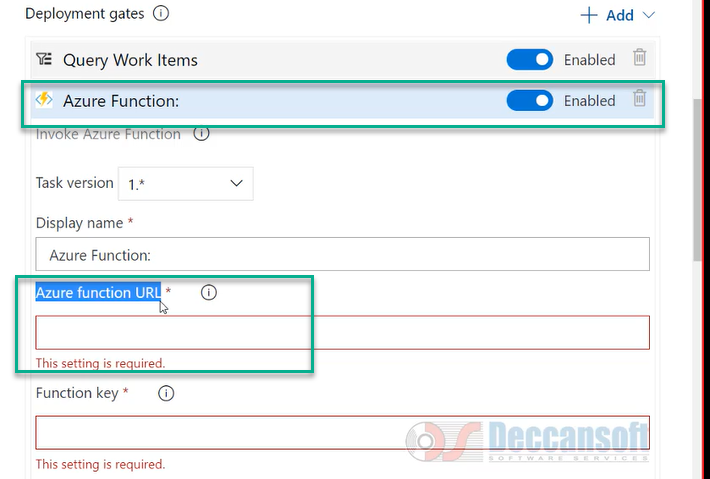 Deployment gates
Add
Query Work Items
Enabled
Azure Function:
Enabled
Invoke Azure Function
Task version 1.*
Display name *
Azure Function:
Azure function URL *
This setting is required.
Function key *
Deccansoft
SOFTWARE SERVICES
This setting is required.